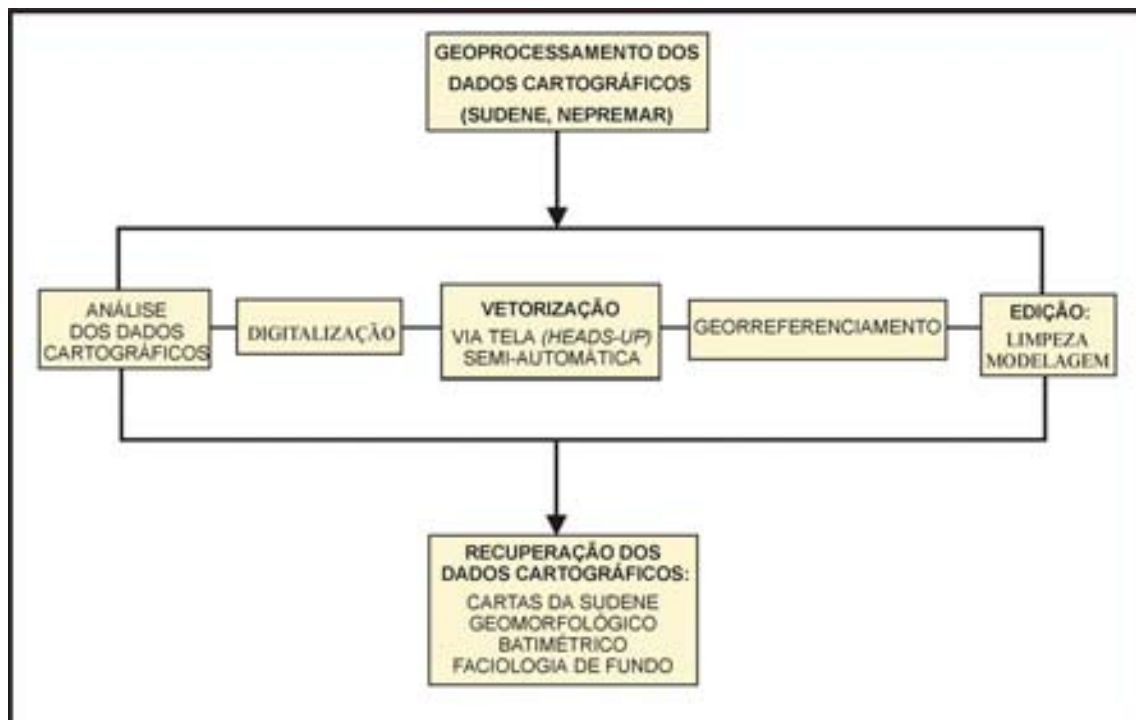 GEOPROCESSAMENTO DOS
DADOS CARTOGRÁFICOS
(SUDENE, NEPREMAR)
ANÁLISE
DOS DADOS
CARTOGRÁFICOS
DIGITALIZAÇÃO
VETORIZAÇÃO
VIA TELA (HEADS-UP)
SEMI-AUTOMÀTICA
GEORREFERENCIAMENTO
EDIÇÃO:
LIMPEZA
MODELAGEM
RECUPERAÇÃO DOS
DADOS CARTOGRÁFICOS:
CARTAS DA SUDENE
GEOMORFOLÓGICO
BATIMÉTRICO
FACIOLOGIA DE FUNDO